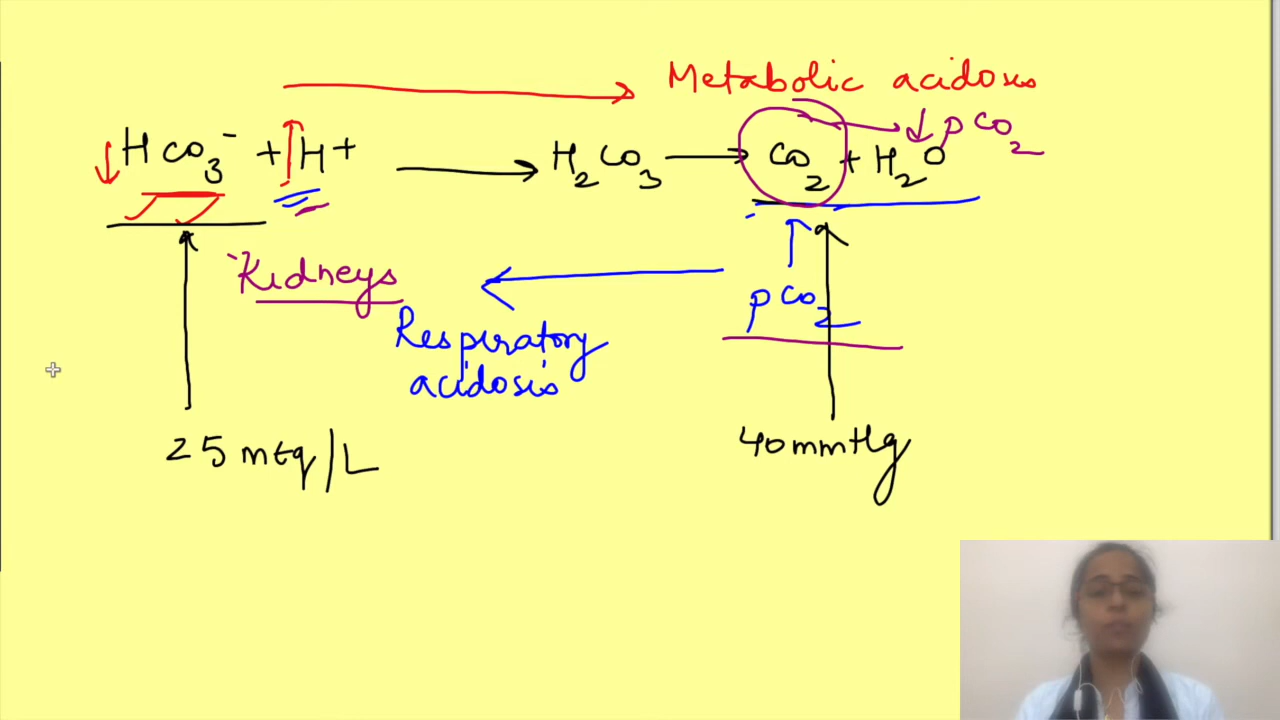 Metabolic acidosis
↓ pCO2
↓HCO3⁻ + ↑H+ → H2CO3 → CO2 + H2O
Kidneys
↑
pCO2
Respiratory
acidosis
25 mEq/L
40mmHg